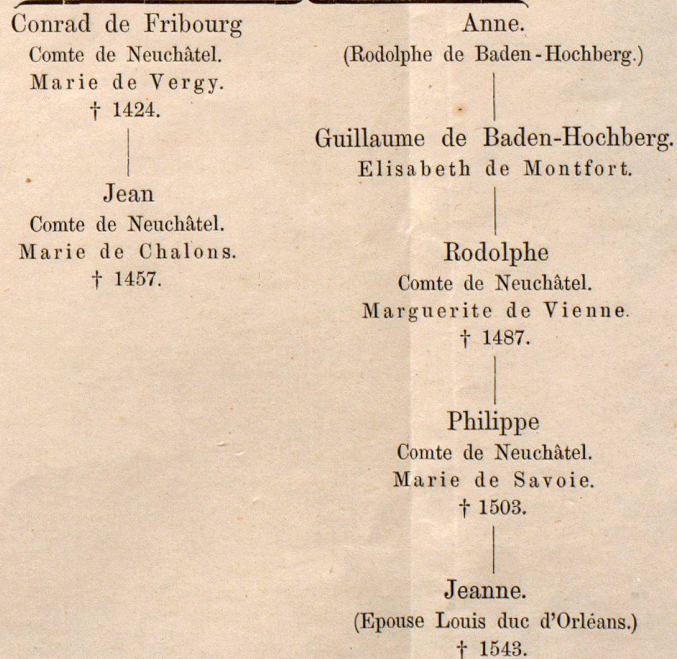 Conrad de Fribourg
Comte de Neuchâtel.
Marie de Vergy.
† 1424.
Jean
Comte de Neuchâtel.
Marie de Chalons.
† 1457.
Anne.
(Rodolphe de Baden-Hochberg.)
Guillaume de Baden-Hochberg.
Elisabeth de Montfort.
Rodolphe
Comte de Neuchâtel.
Marguerite de Vienne.
† 1487.
Philippe
Comte de Neuchâtel.
Marie de Savoie.
† 1503.
Jeanne.
(Epouse Louis duc d'Orléans.)
† 1543.